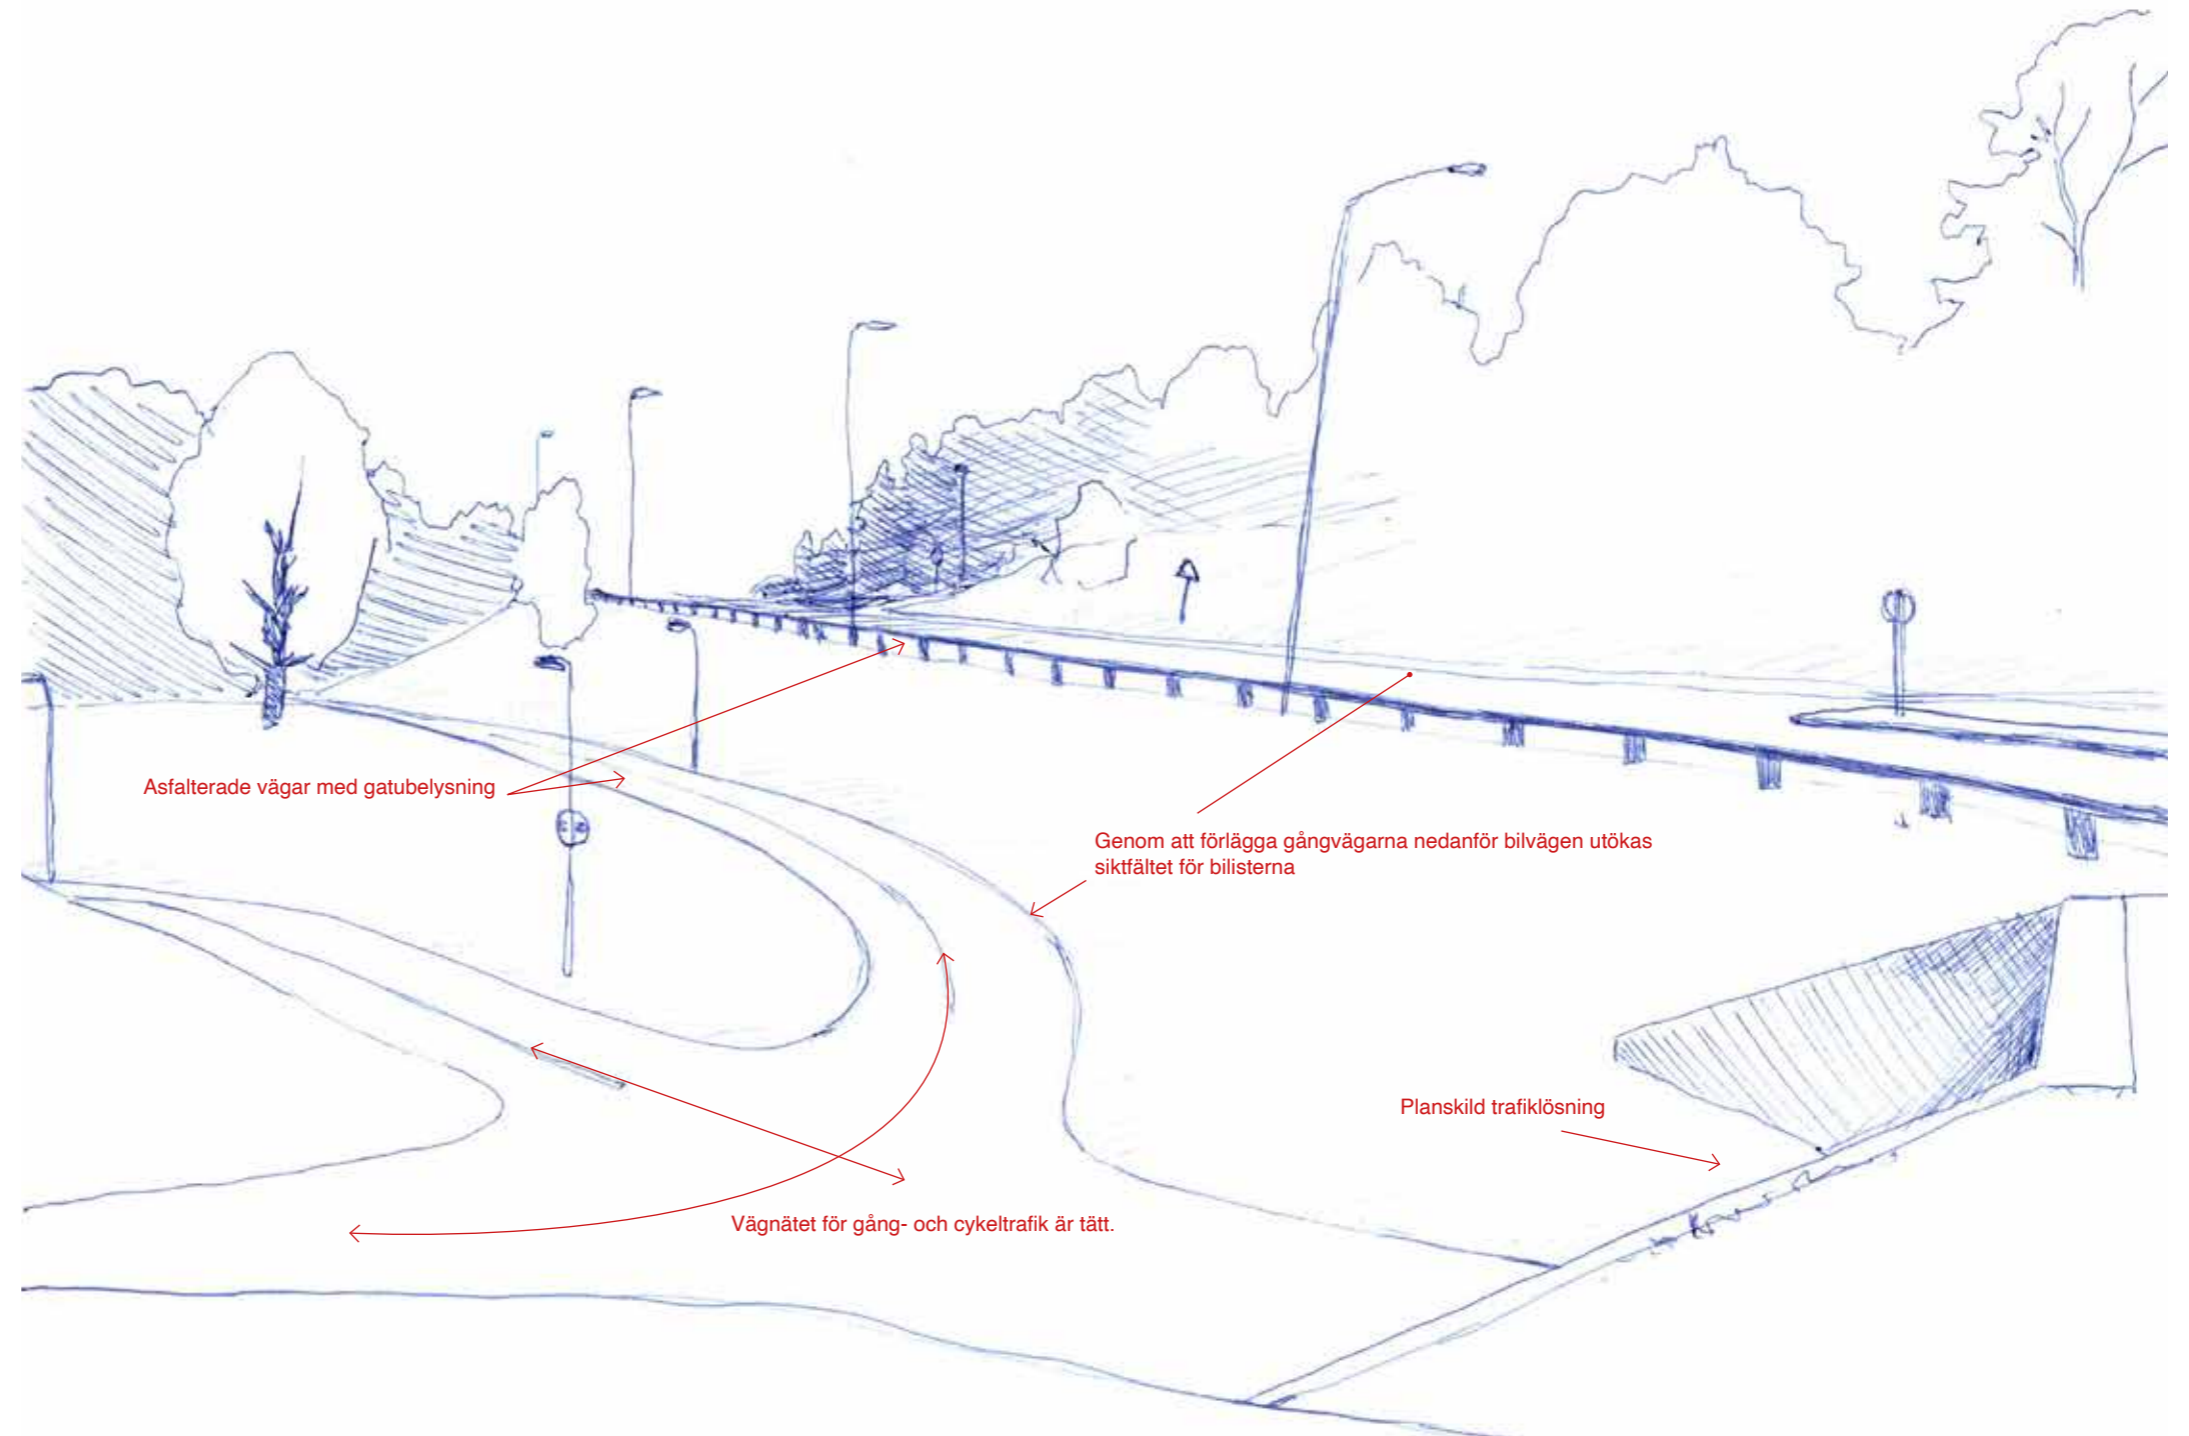 Asfalterade vägar med gatubelysning
Genom att förlägga gångvägarna nedanför bilvägen utökas
siktfältet för bilisterna
Planskild trafiklösning
Vägnätet för gång- och cykeltrafik är tätt.